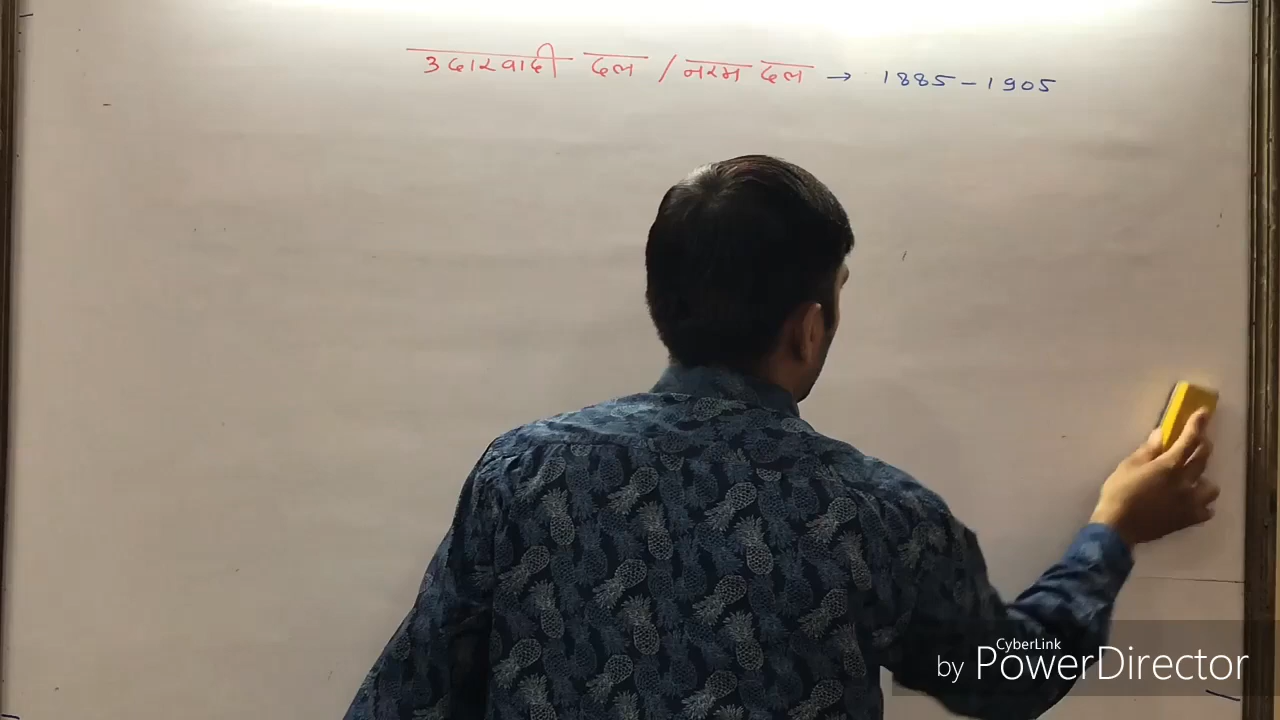 उदारवादी दल / नरम दल → 1885 - 1905
CyberLink
by PowerDirector